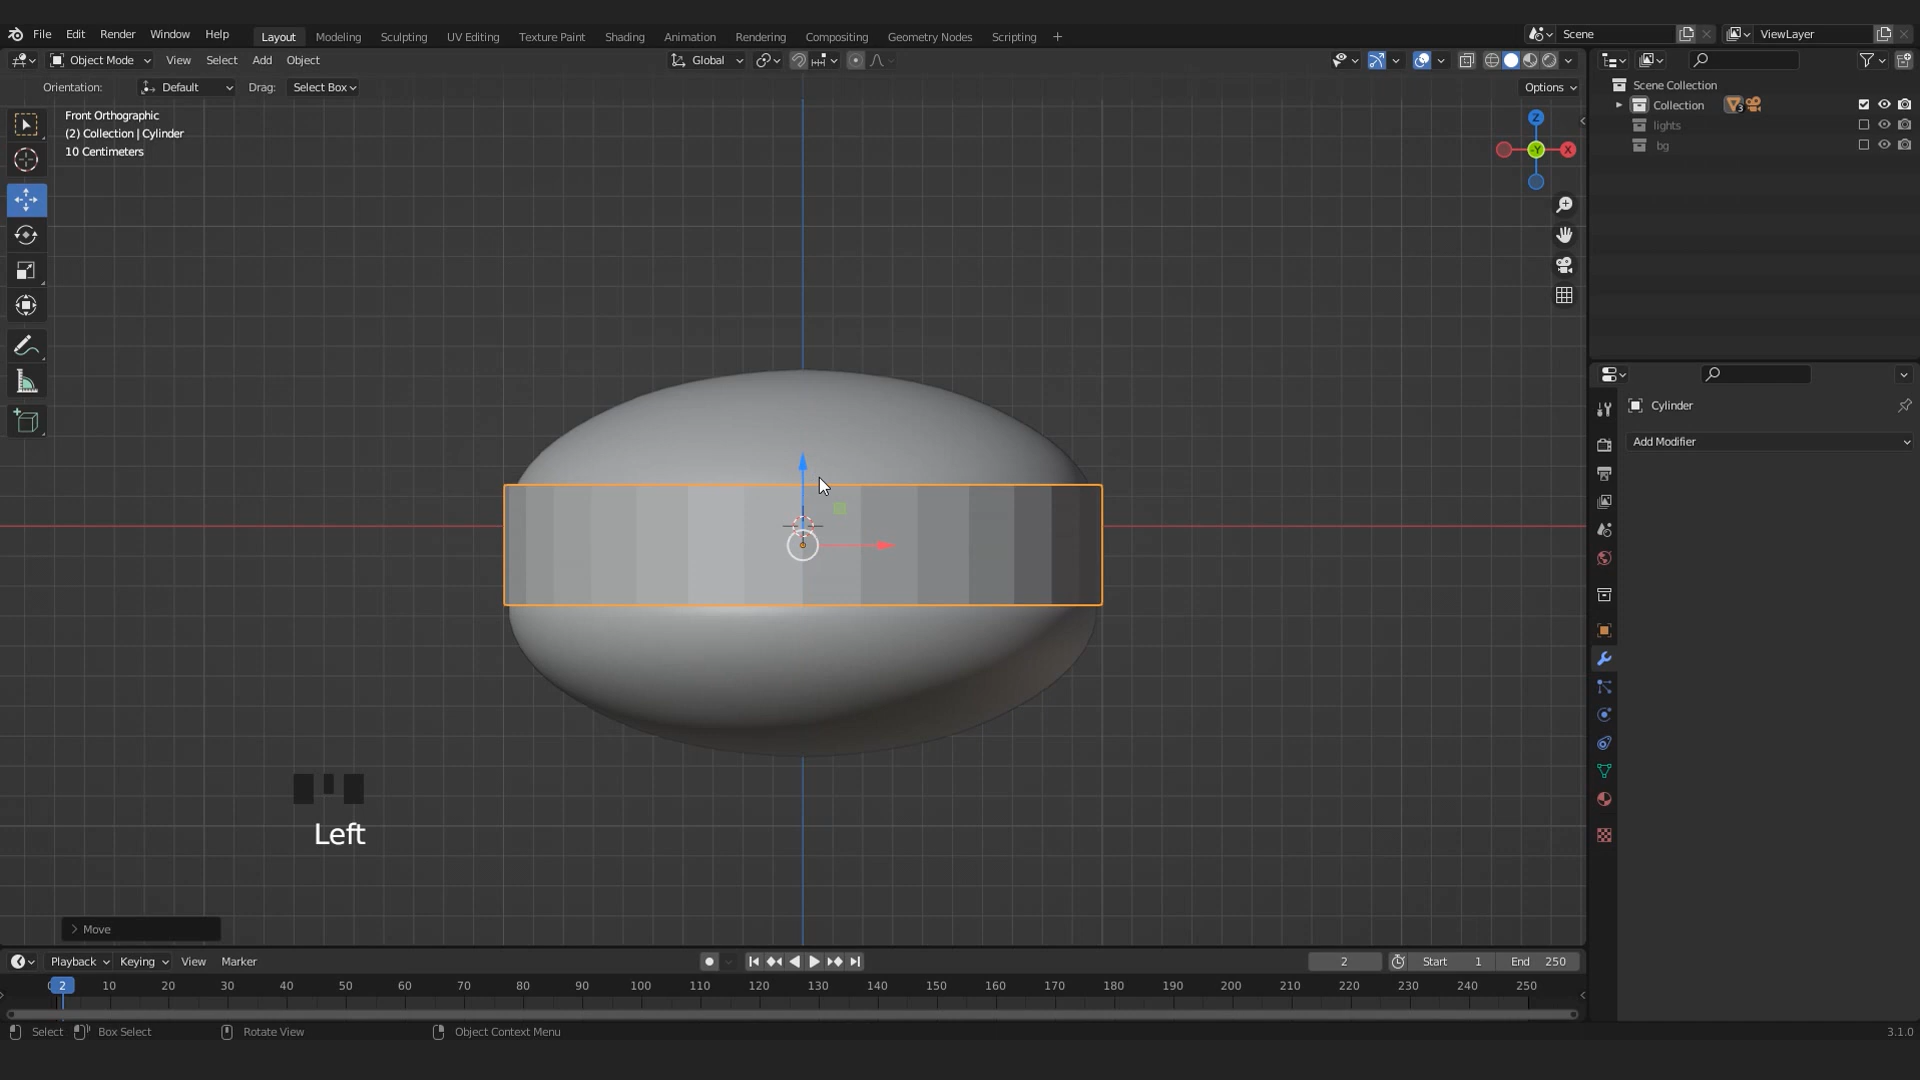 File Edit Render Window Help Layout Modeling Sculpting UV Editing Texture Paint Shading Animation Rendering Compositing Geometry Nodes Scripting + Scene ViewLayer
Object Mode View Select Add Object Global
Orientation: Default Drag: Select Box Options
Scene Collection
Collection 3
lights
bg
Front Orthographic
(2) Collection | Cylinder
10 Centimeters
Z
-Y
X
Cylinder
Add Modifier
Left
Move
Playback Keying View Marker 2 Start 1 End 250
0 2 10 20 30 40 50 60 70 80 90 100 110 120 130 140 150 160 170 180 190 200 210 220 230 240 250
Select Box Select Rotate View Object Context Menu 3.1.0